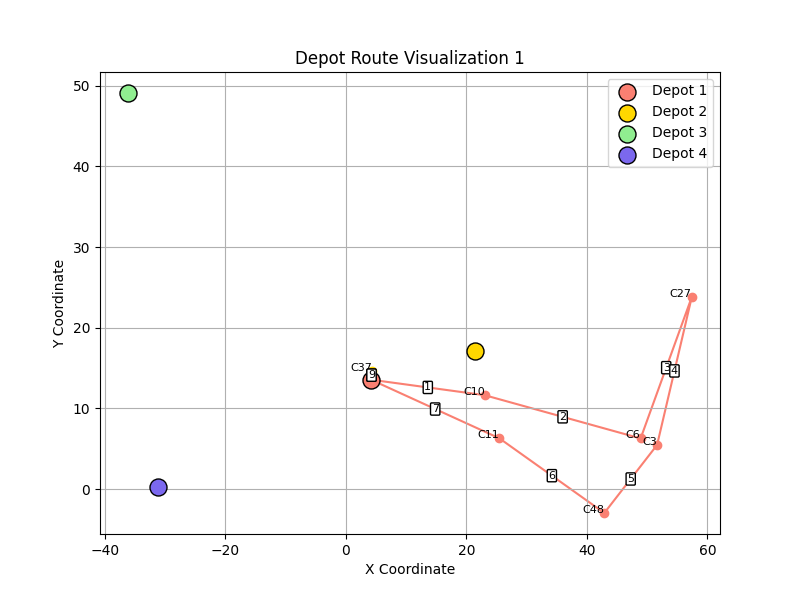 Depot Route Visualization 1
Depot 1
Depot 2
Depot 3
Depot 4
Y Coordinate
50
40
30
20
10
0
C27
C37
9
3
4
1
C10
7
2
C11
C6
C3
6
5
C48
−40
−20
0
20
40
60
X Coordinate